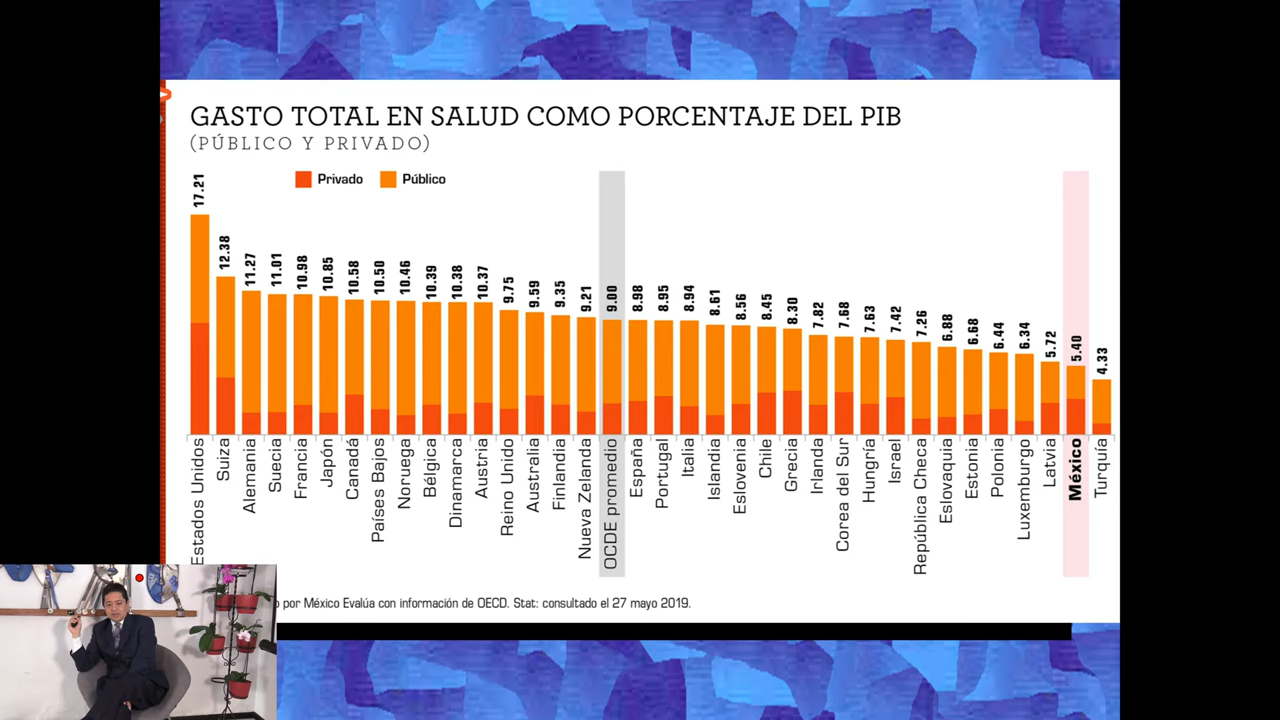 GASTO TOTAL EN SALUD COMO PORCENTAJE DEL PIB
(PÚBLICO Y PRIVADO)
Privado Público
17.21
12.38
11.27
11.01
10.98
10.85
10.58
10.50
10.46
10.39
10.38
10.37
9.75
9.59
9.35
9.21
9.00
8.98
8.95
8.94
8.61
8.56
8.45
8.30
7.82
7.68
7.63
7.42
7.26
6.88
6.68
6.44
6.34
5.72
5.40
4.33
Estados Unidos
Suiza
Alemania
Suecia
Francia
Japón
Canadá
Países Bajos
Noruega
Bélgica
Dinamarca
Austria
Reino Unido
Australia
Finlandia
Nueva Zelanda
OCDE promedio
España
Portugal
Italia
Islandia
Eslovenia
Chile
Grecia
Irlanda
Corea del Sur
Hungría
Israel
República Checa
Eslovaquia
Estonia
Polonia
Luxemburgo
Latvia
México
Turquía
por México Evalúa con información de OECD. Stat: consultado el 27 mayo 2019.